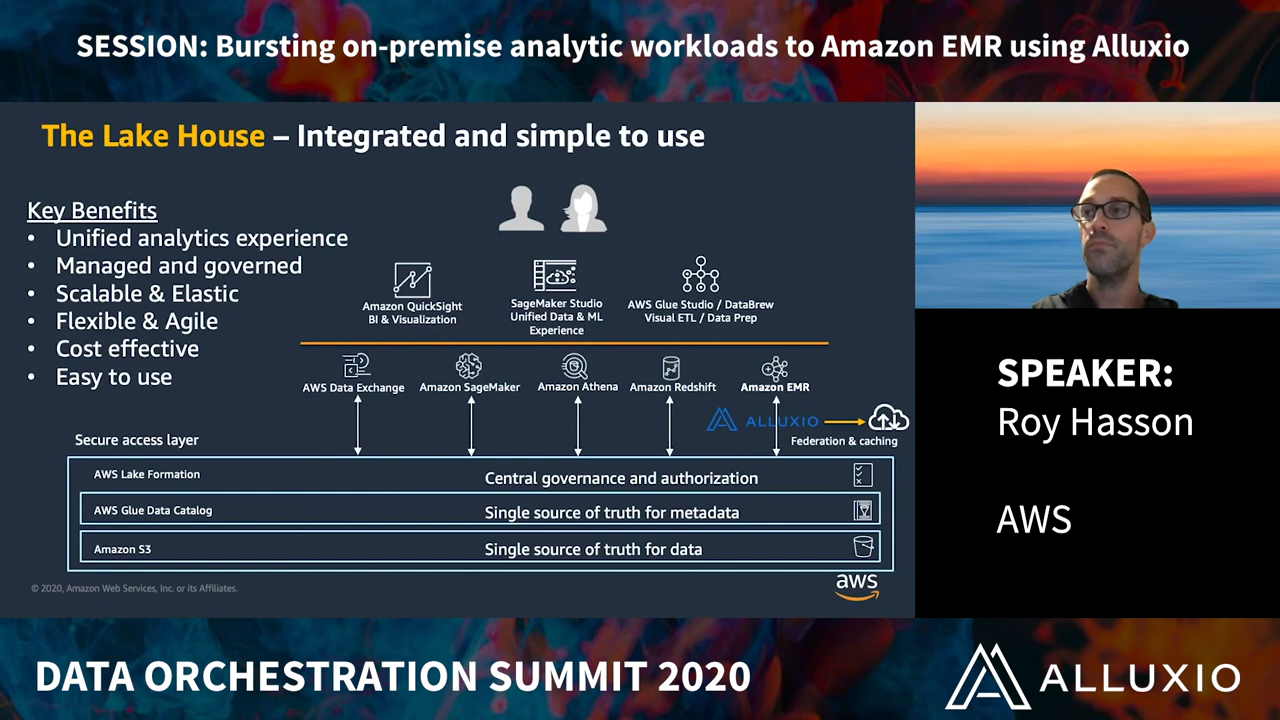 SESSION: Bursting on-premise analytic workloads to Amazon EMR using Alluxio
The Lake House – Integrated and simple to use
Key Benefits
• Unified analytics experience
• Managed and governed
• Scalable & Elastic
• Flexible & Agile
• Cost effective
• Easy to use
Amazon QuickSight
BI & Visualization
SageMaker Studio
Unified Data & ML
Experience
AWS Glue Studio / DataBrew
Visual ETL / Data Prep
AWS Data Exchange
Amazon SageMaker
Amazon Athena
Amazon Redshift
Amazon EMR
ALLUXIO
Federation & caching
Secure access layer
AWS Lake Formation
Central governance and authorization
AWS Glue Data Catalog
Single source of truth for metadata
Amazon S3
Single source of truth for data
© 2020, Amazon Web Services, Inc. or its Affiliates.
aws
SPEAKER:
Roy Hasson
AWS
DATA ORCHESTRATION SUMMIT 2020
ALLUXIO